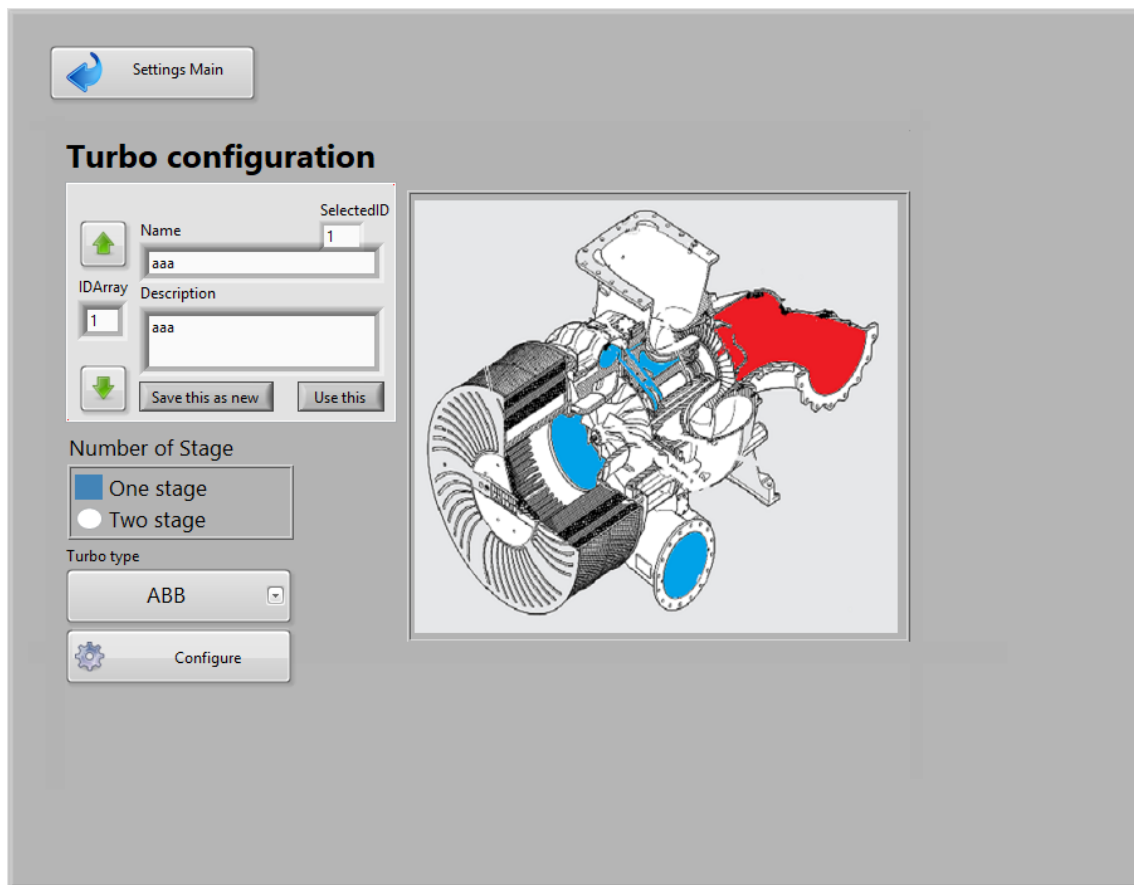 Settings Main
Turbo configuration
SelectedID
Name
1
aaa
IDArray
Description
1
aaa
Save this as new
Use this
Number of Stage
One stage
Two stage
Turbo type
ABB
Configure